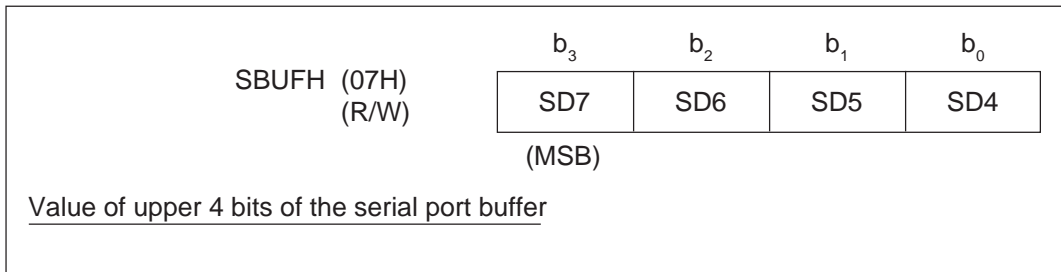 b3 b2 b1 b0
SBUFH (07H)
(R/W)
SD7 SD6 SD5 SD4
(MSB)
Value of upper 4 bits of the serial port buffer